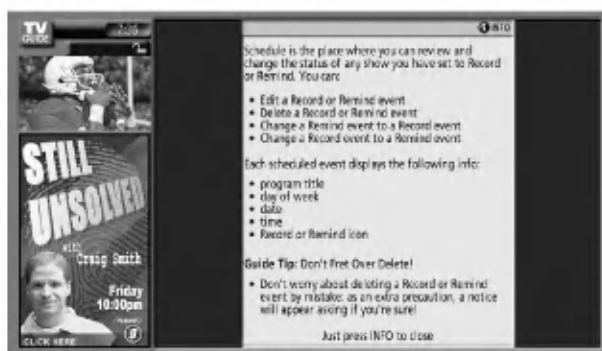 TV
GUIDE
INFO
Schedule is the place where you can review and
change the status of any show you have set to Record
or Remind. You can:
• Edit a Record or Remind event
• Delete a Record or Remind event
• Change a Remind event to a Record event
• Change a Record event to a Remind event
Each scheduled event displays the following info:
• program title
• day of week
• date
• time
• Record or Remind icon
Guide Tip: Don't Fret Over Delete!
• Don't worry about deleting a Record or Remind
event by mistake: as an extra precaution, a notice
will appear asking if you're sure!
Just press INFO to close
STILL
UNSOLVED
with
Craig Smith
Friday
10:00pm
CLICK HERE